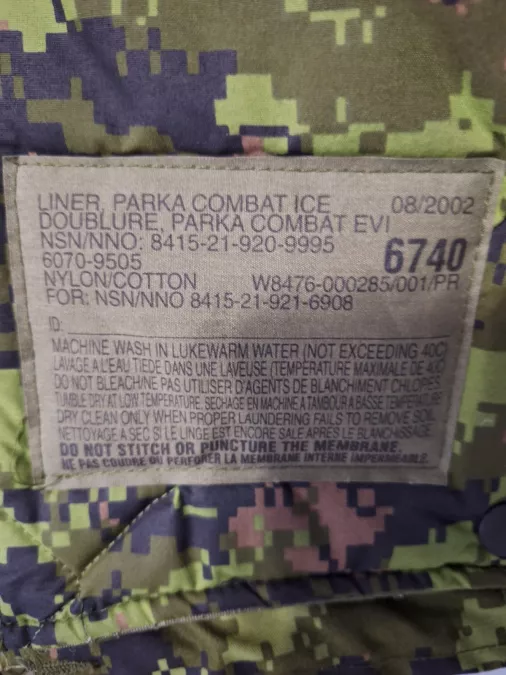 LINER, PARKA COMBAT ICE 08/2002
DOUBLURE, PARKA COMBAT EVI
NSN/NNO: 8415-21-920-9995
6070-9505 6740
NYLON/COTTON W8476-000285/001/PR
FOR: NSN/NNO 8415-21-921-6908
ID:
MACHINE WASH IN LUKEWARM WATER (NOT EXCEEDING 40C)
LAVAGE A L'EAU TIEDE DANS UNE LAVEUSE (TEMPERATURE MAXIMALE DE 40C)
DO NOT BLEACH/NE PAS UTILISER D'AGENTS DE BLANCHIMENT CHLORES.
TUMBLE DRY AT LOW TEMPERATURE. SECHAGE EN MACHINE A TAMBOUR A BASSE TEMPERATURE
DRY CLEAN ONLY WHEN PROPER LAUNDERING FAILS TO REMOVE SOIL.
NETTOYAGE A SEC SI LE LINGE EST ENCORE SALE APRES LE BLANCHISSAGE.
DO NOT STITCH OR PUNCTURE THE MEMBRANE.
NE PAS COUDRE OU PERFORER LA MEMBRANE INTERNE IMPERMEABLE.